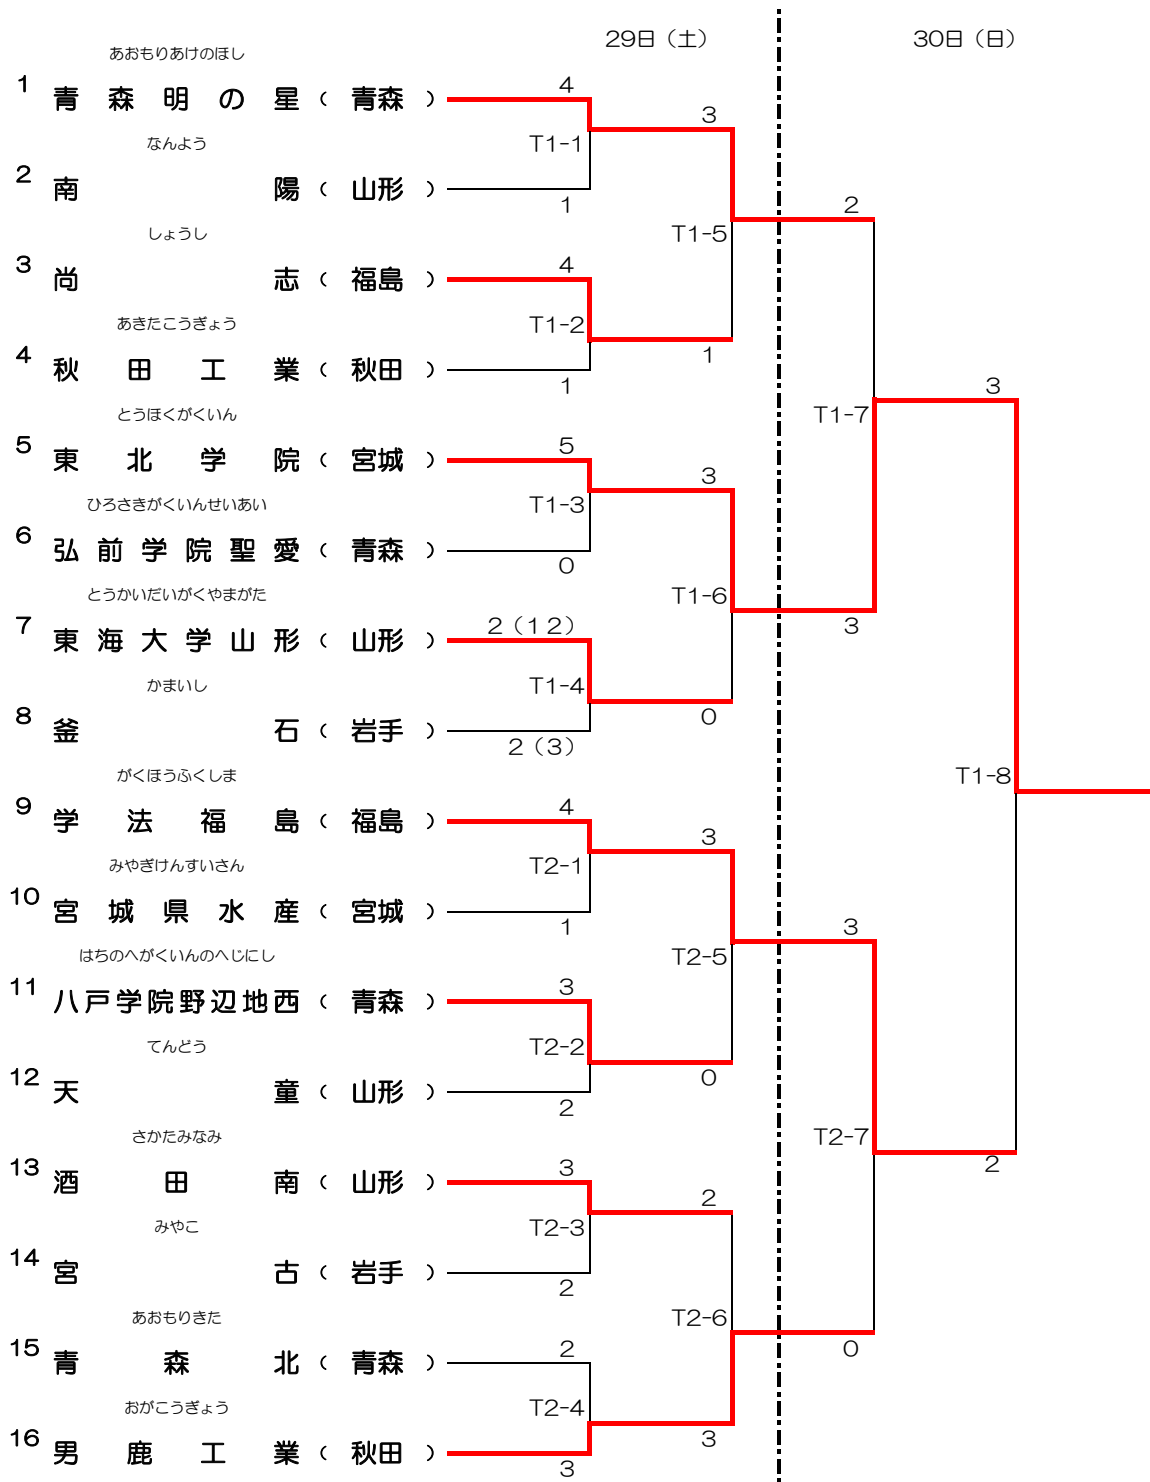 29日（土）　30日（日）
あおもりあけのほし
1 青森明の星（青森） 4
T1-1 3
なんよう
2 南陽（山形） 1
T1-5 2
しょうし
3 尚志（福島） 4
T1-2 1
あきたこうぎょう
4 秋田工業（秋田） 1
T1-7 3
とうほくがくいん
5 東北学院（宮城） 5
T1-3 3
ひろさきがくいんせいあい
6 弘前学院聖愛（青森） 0
T1-6 3
とうかいだいがくやまがた
7 東海大学山形（山形） 2（12）
T1-4 0
かまいし
8 釜石（岩手） 2（3）
T1-8
がくほうふくしま
9 学法福島（福島） 4
T2-1 3
みやぎけんすいさん
10 宮城県水産（宮城） 1
T2-5 3
はちのへがくいんのへじにし
11 八戸学院野辺地西（青森） 3
T2-2 0
てんどう
12 天童（山形） 2
T2-7 2
さかたみなみ
13 酒田南（山形） 3
T2-3 2
みやこ
14 宮古（岩手） 2
T2-6 0
あおもりきた
15 青森北（青森） 2
T2-4 3
おがこうぎょう
16 男鹿工業（秋田） 3